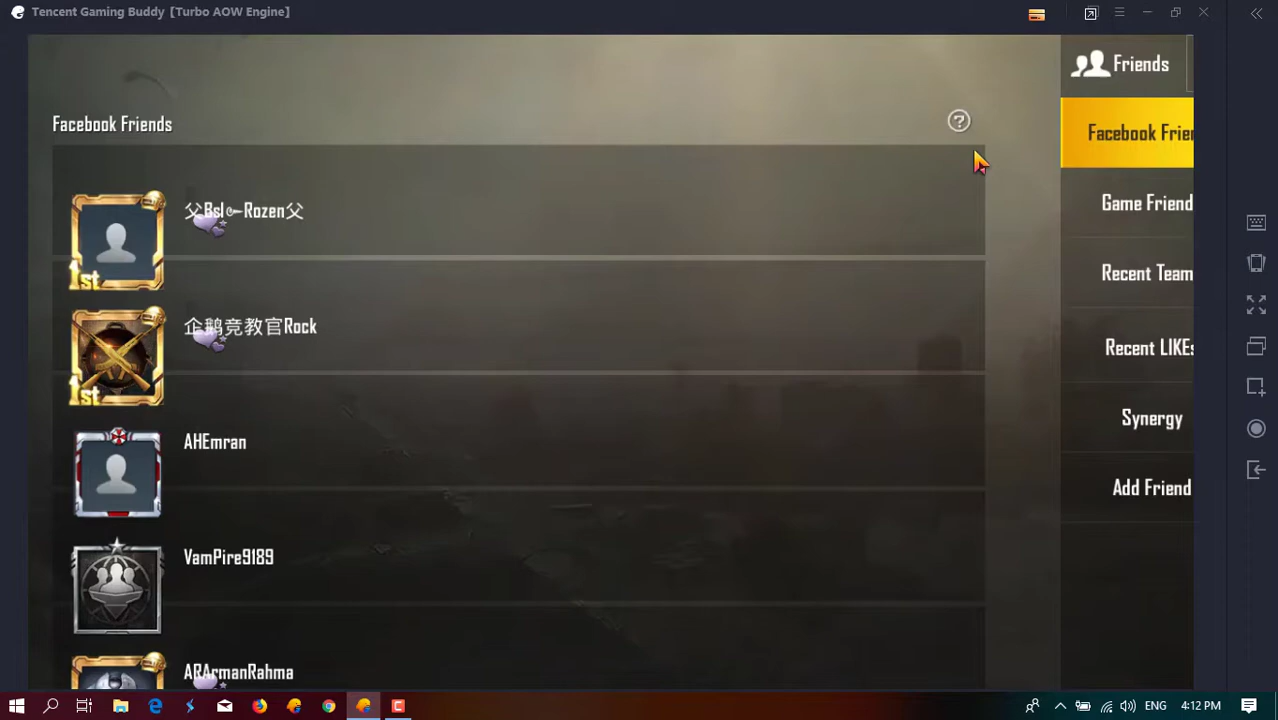 Tencent Gaming Buddy [Turbo AOW Engine]
Friends
Facebook Friends
Facebook Frien
父Bsl๛Rozen父
1st
Game Friend
企鹅竞教官Rock
1st
Recent Team
Recent LIKEs
AHEmran
Synergy
Add Friend
VamPire9189
ARArmanRahma
ENG
4:12 PM